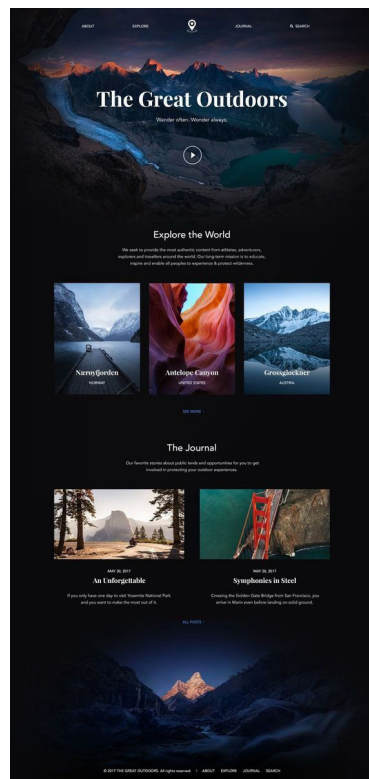 ABOUT
EXPLORE
JOURNAL
SEARCH
The Great Outdoors
Wander often. Wonder always.
Explore the World
We seek to provide the most authentic content from athletes, adventurers,
explorers and travellers around the world. Our long-term mission is to educate,
inspire and enable all peoples to experience & protect wilderness.
Nærøyfjorden
NORWAY
Antelope Canyon
UNITED STATES
Grossglockner
AUSTRIA
SEE MORE
The Journal
Our favorite stories about public lands and opportunities for you to get
involved in protecting your outdoor experiences.
MAY 30, 2017
An Unforgettable
If you only have one day to visit Yosemite National Park
and you want to make the most out of it.
MAY 26, 2017
Symphonies in Steel
Crossing the Golden Gate Bridge from San Francisco, you
arrive in Marin even before landing on solid ground.
ALL POSTS
© 2017 THE GREAT OUTDOORS. All rights reserved. | ABOUT EXPLORE JOURNAL SEARCH